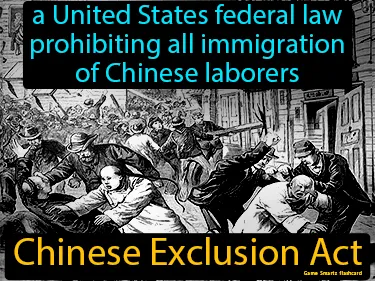 a United States federal law
prohibiting all immigration
of Chinese laborers
Chinese Exclusion Act
Game Smarts flashcard